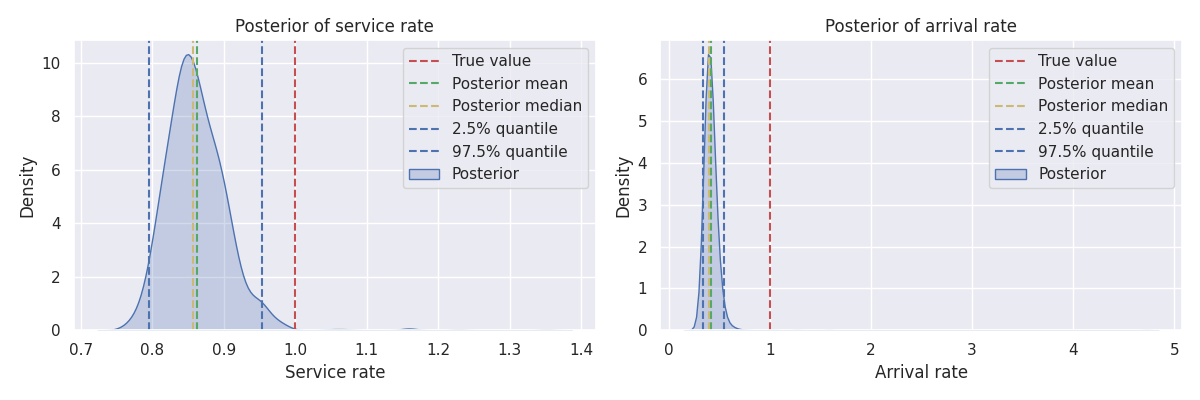 Posterior of service rate
Density
10
8
6
4
2
0
0.7 0.8 0.9 1.0 1.1 1.2 1.3 1.4
Service rate
True value
Posterior mean
Posterior median
2.5% quantile
97.5% quantile
Posterior
Posterior of arrival rate
Density
6
5
4
3
2
1
0
0 1 2 3 4 5
Arrival rate
True value
Posterior mean
Posterior median
2.5% quantile
97.5% quantile
Posterior